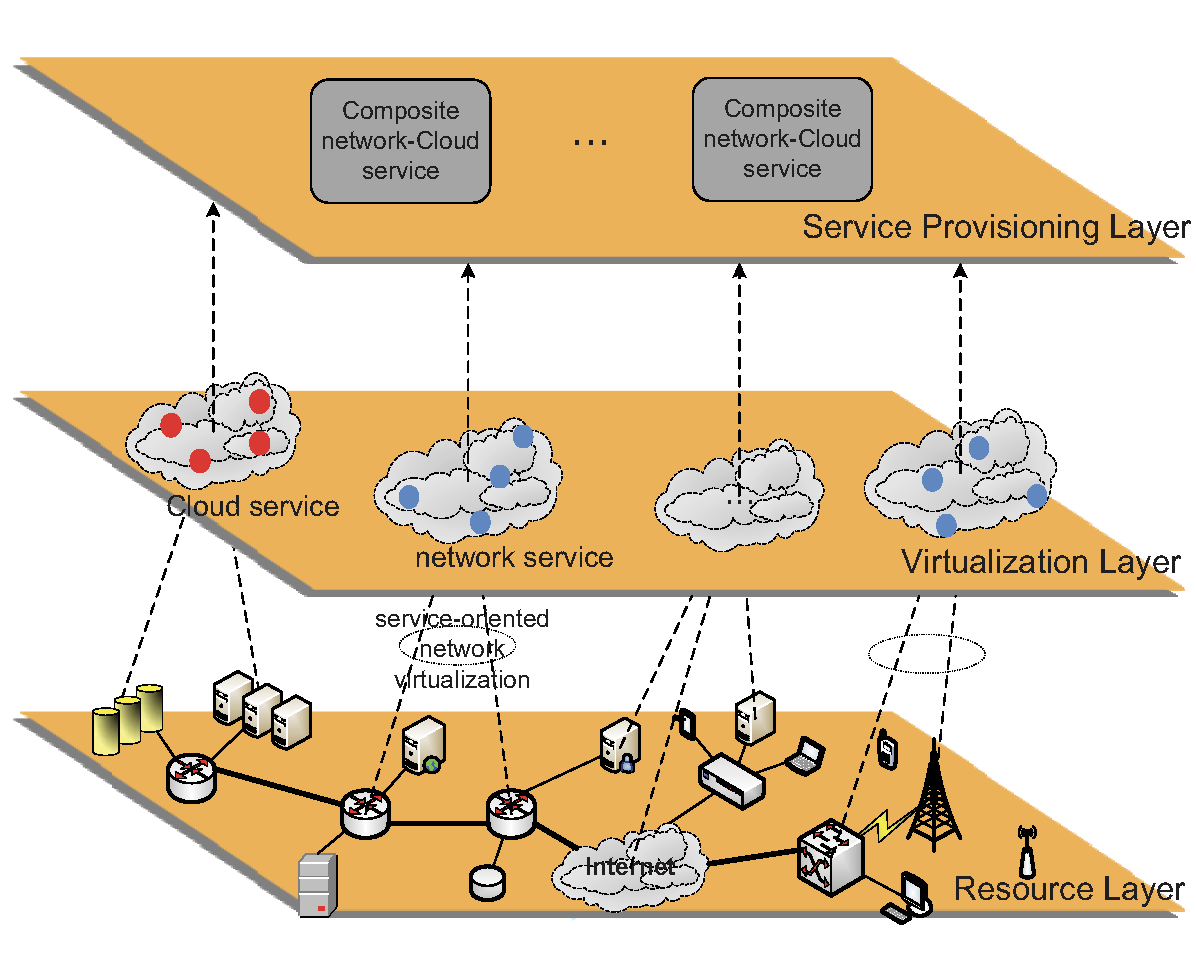 Composite
network-Cloud
service
...
Composite
network-Cloud
service
Service Provisioning Layer
Cloud service
network service
...
Virtualization Layer
service-oriented
network
virtualization
Internet
Resource Layer